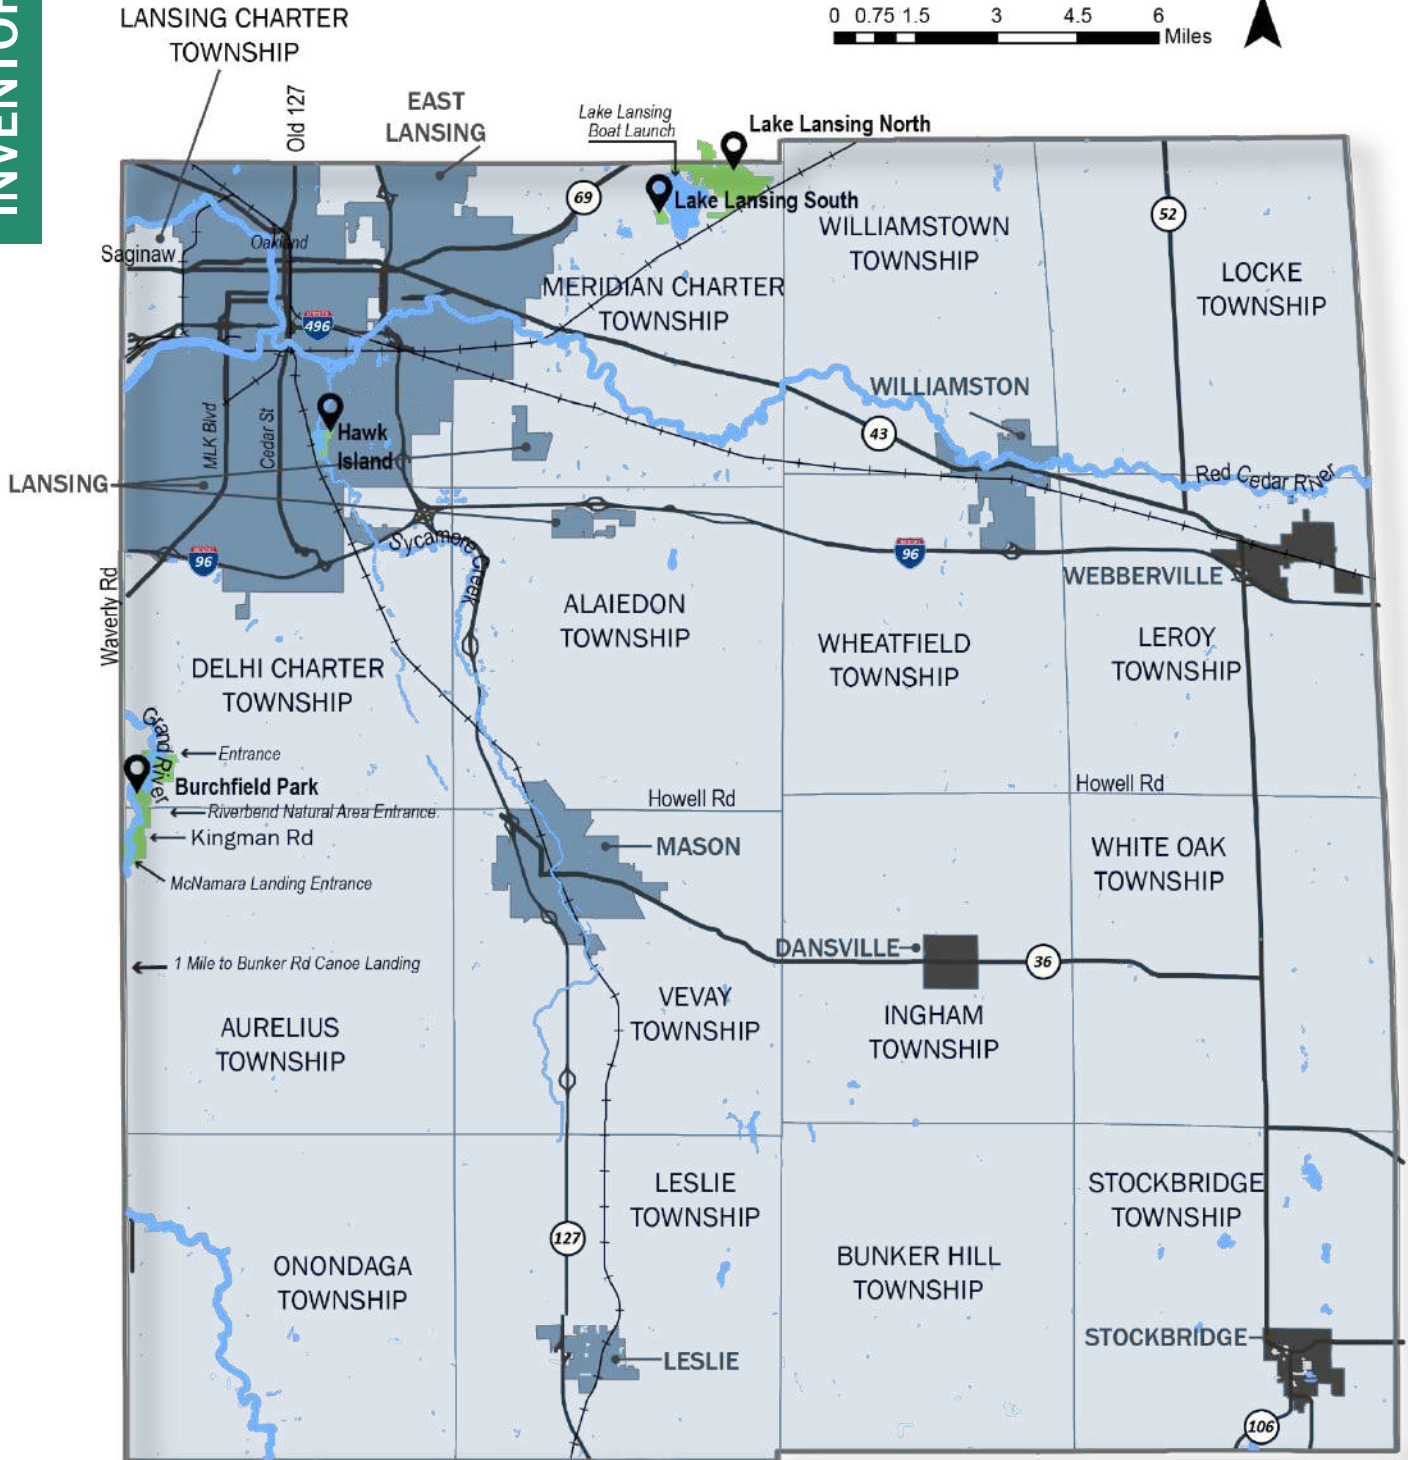 INVENTOR
LANSING CHARTER
TOWNSHIP
0 0.75 1.5 3 4.5 6
Miles
Old 127
EAST
LANSING
Lake Lansing
Boat Launch
Lake Lansing North
69
Lake Lansing South
52
WILLIAMSTOWN
TOWNSHIP
Saginaw
Oakland
LOCKE
TOWNSHIP
MERIDIAN CHARTER
TOWNSHIP
496
WILLIAMSTON
MLK Blvd
Cedar St
Hawk
Island
43
LANSING
Red Cedar River
Sycamore Creek
96
96
WEBBERVILLE
Waverly Rd
ALAIEDON
TOWNSHIP
WHEATFIELD
TOWNSHIP
LEROY
TOWNSHIP
DELHI CHARTER
TOWNSHIP
Grand River
Entrance
Burchfield Park
Riverbend Natural Area Entrance
Kingman Rd
McNamara Landing Entrance
Howell Rd
Howell Rd
MASON
WHITE OAK
TOWNSHIP
DANSVILLE
36
1 Mile to Bunker Rd Canoe Landing
VEVAY
TOWNSHIP
INGHAM
TOWNSHIP
AURELIUS
TOWNSHIP
LESLIE
TOWNSHIP
STOCKBRIDGE
TOWNSHIP
127
ONONDAGA
TOWNSHIP
BUNKER HILL
TOWNSHIP
STOCKBRIDGE
LESLIE
106